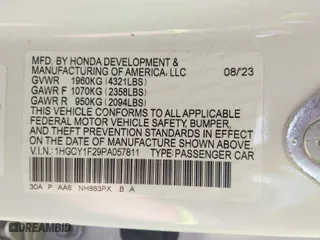 MFD. BY HONDA DEVELOPMENT &
MANUFACTURING OF AMERICA, LLC 08/23
GVWR 1960KG (4321LBS)
GAWR F 1070KG (2358LBS)
GAWR R 950KG (2094LBS)
THIS VEHICLE CONFORMS TO ALL APPLICABLE
FEDERAL MOTOR VEHICLE SAFETY, BUMPER,
AND THEFT PREVENTION STANDARDS IN EFFECT
ON THE DATE OF MANUFACTURE SHOWN ABOVE.
V.I.N.: 1HGCY1F29PA057811 TYPE: PASSENGER CAR
30A P AA6 NH883PX B A
© DREAMBID